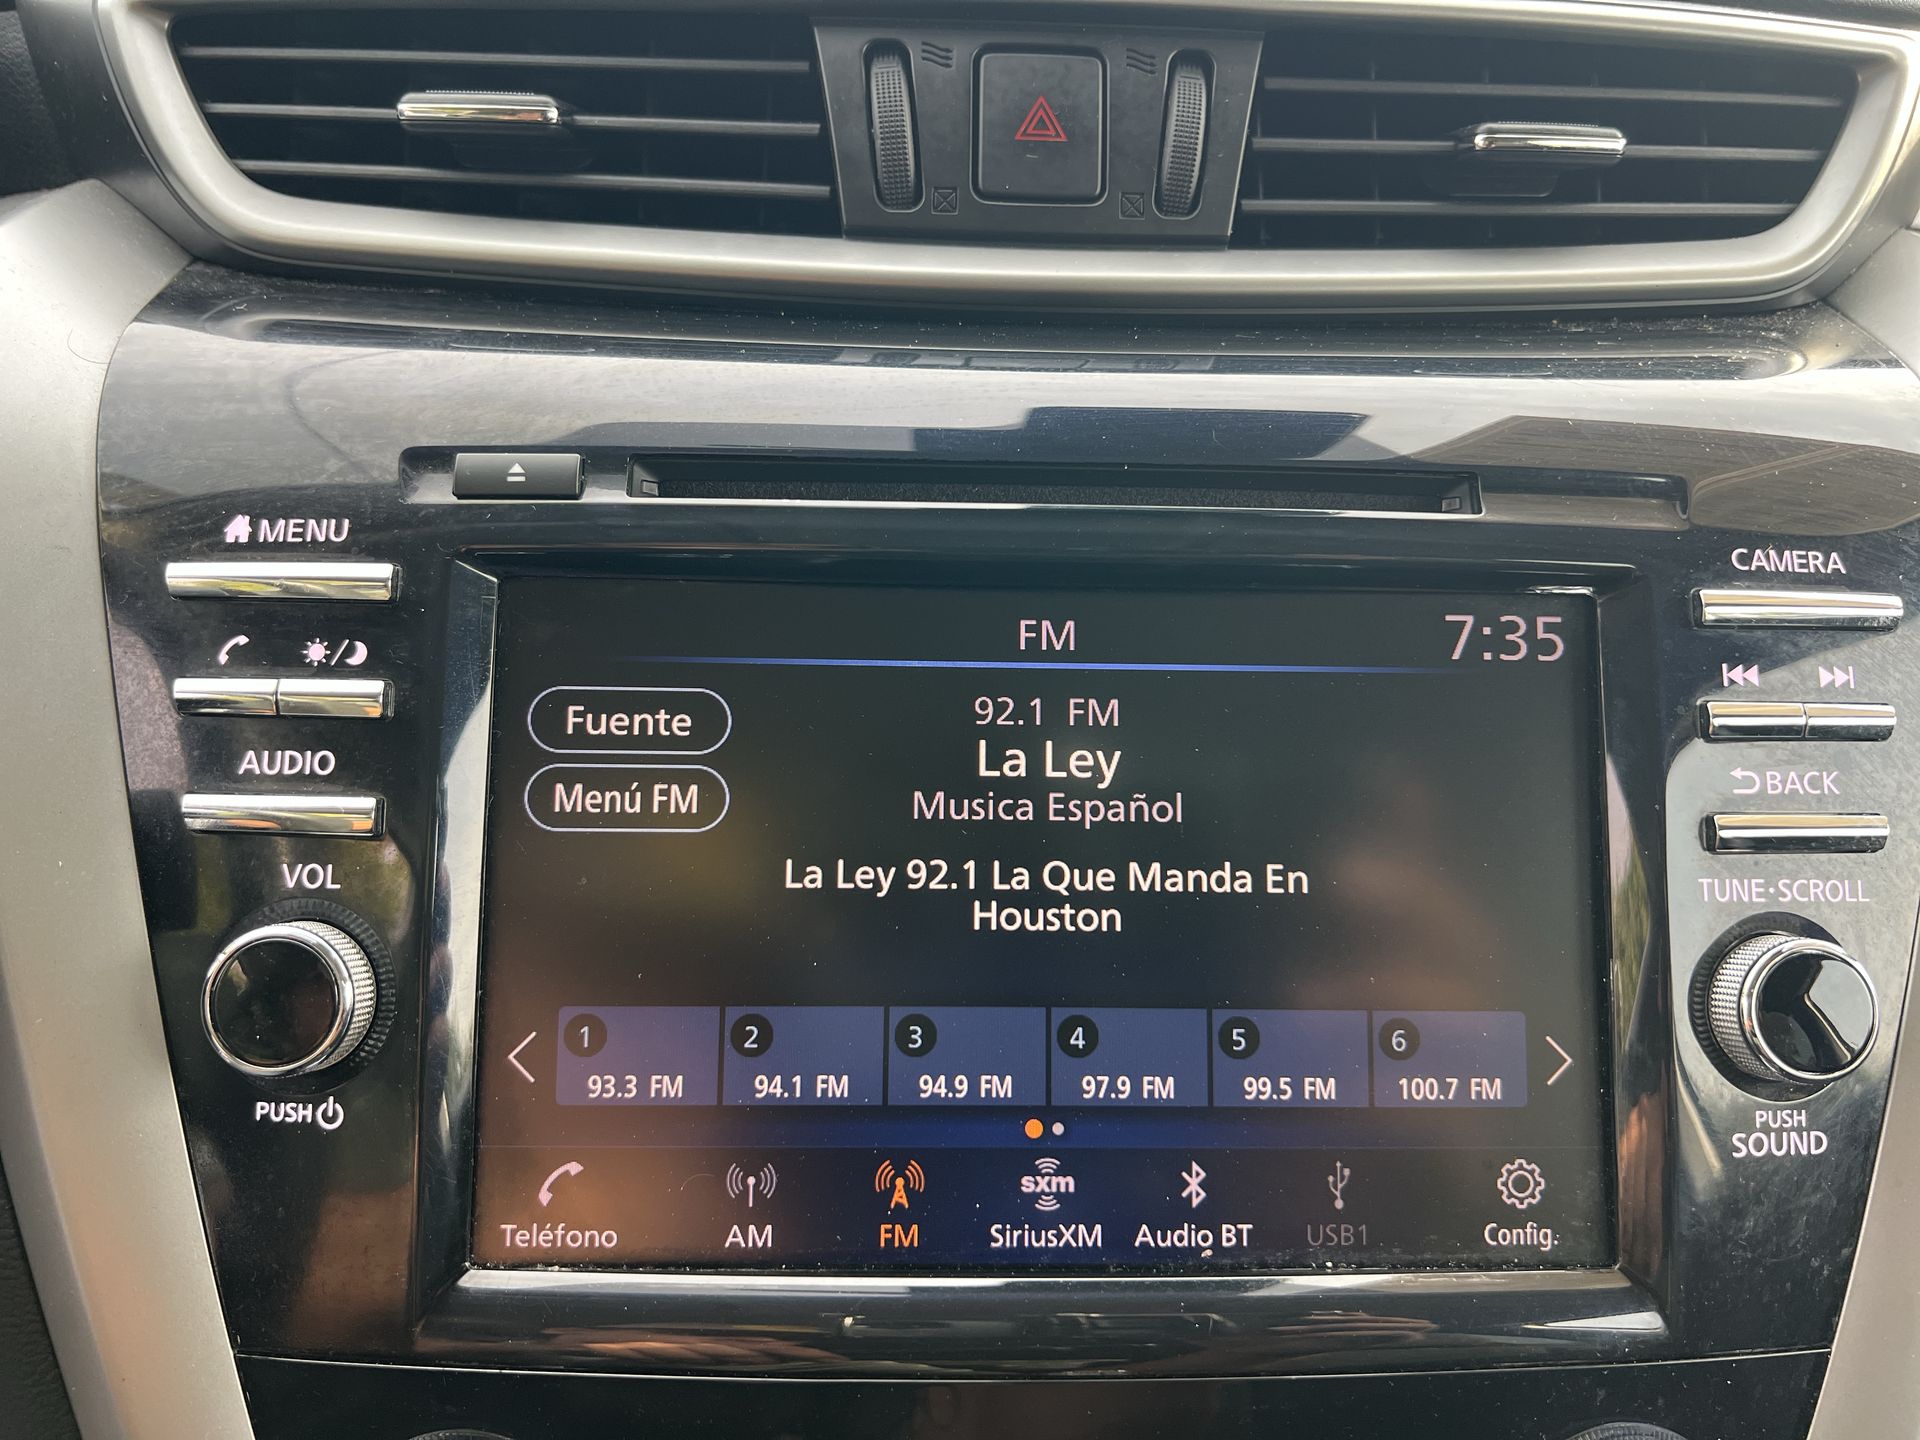 MENU
AUDIO
VOL
PUSH
CAMERA
BACK
TUNE·SCROLL
PUSH
SOUND
FM
7:35
Fuente
Menú FM
92.1 FM
La Ley
Musica Español
La Ley 92.1 La Que Manda En
Houston
1 2 3 4 5 6
93.3 FM 94.1 FM 94.9 FM 97.9 FM 99.5 FM 100.7 FM
sxm
Teléfono AM FM SiriusXM Audio BT USB1 Config.